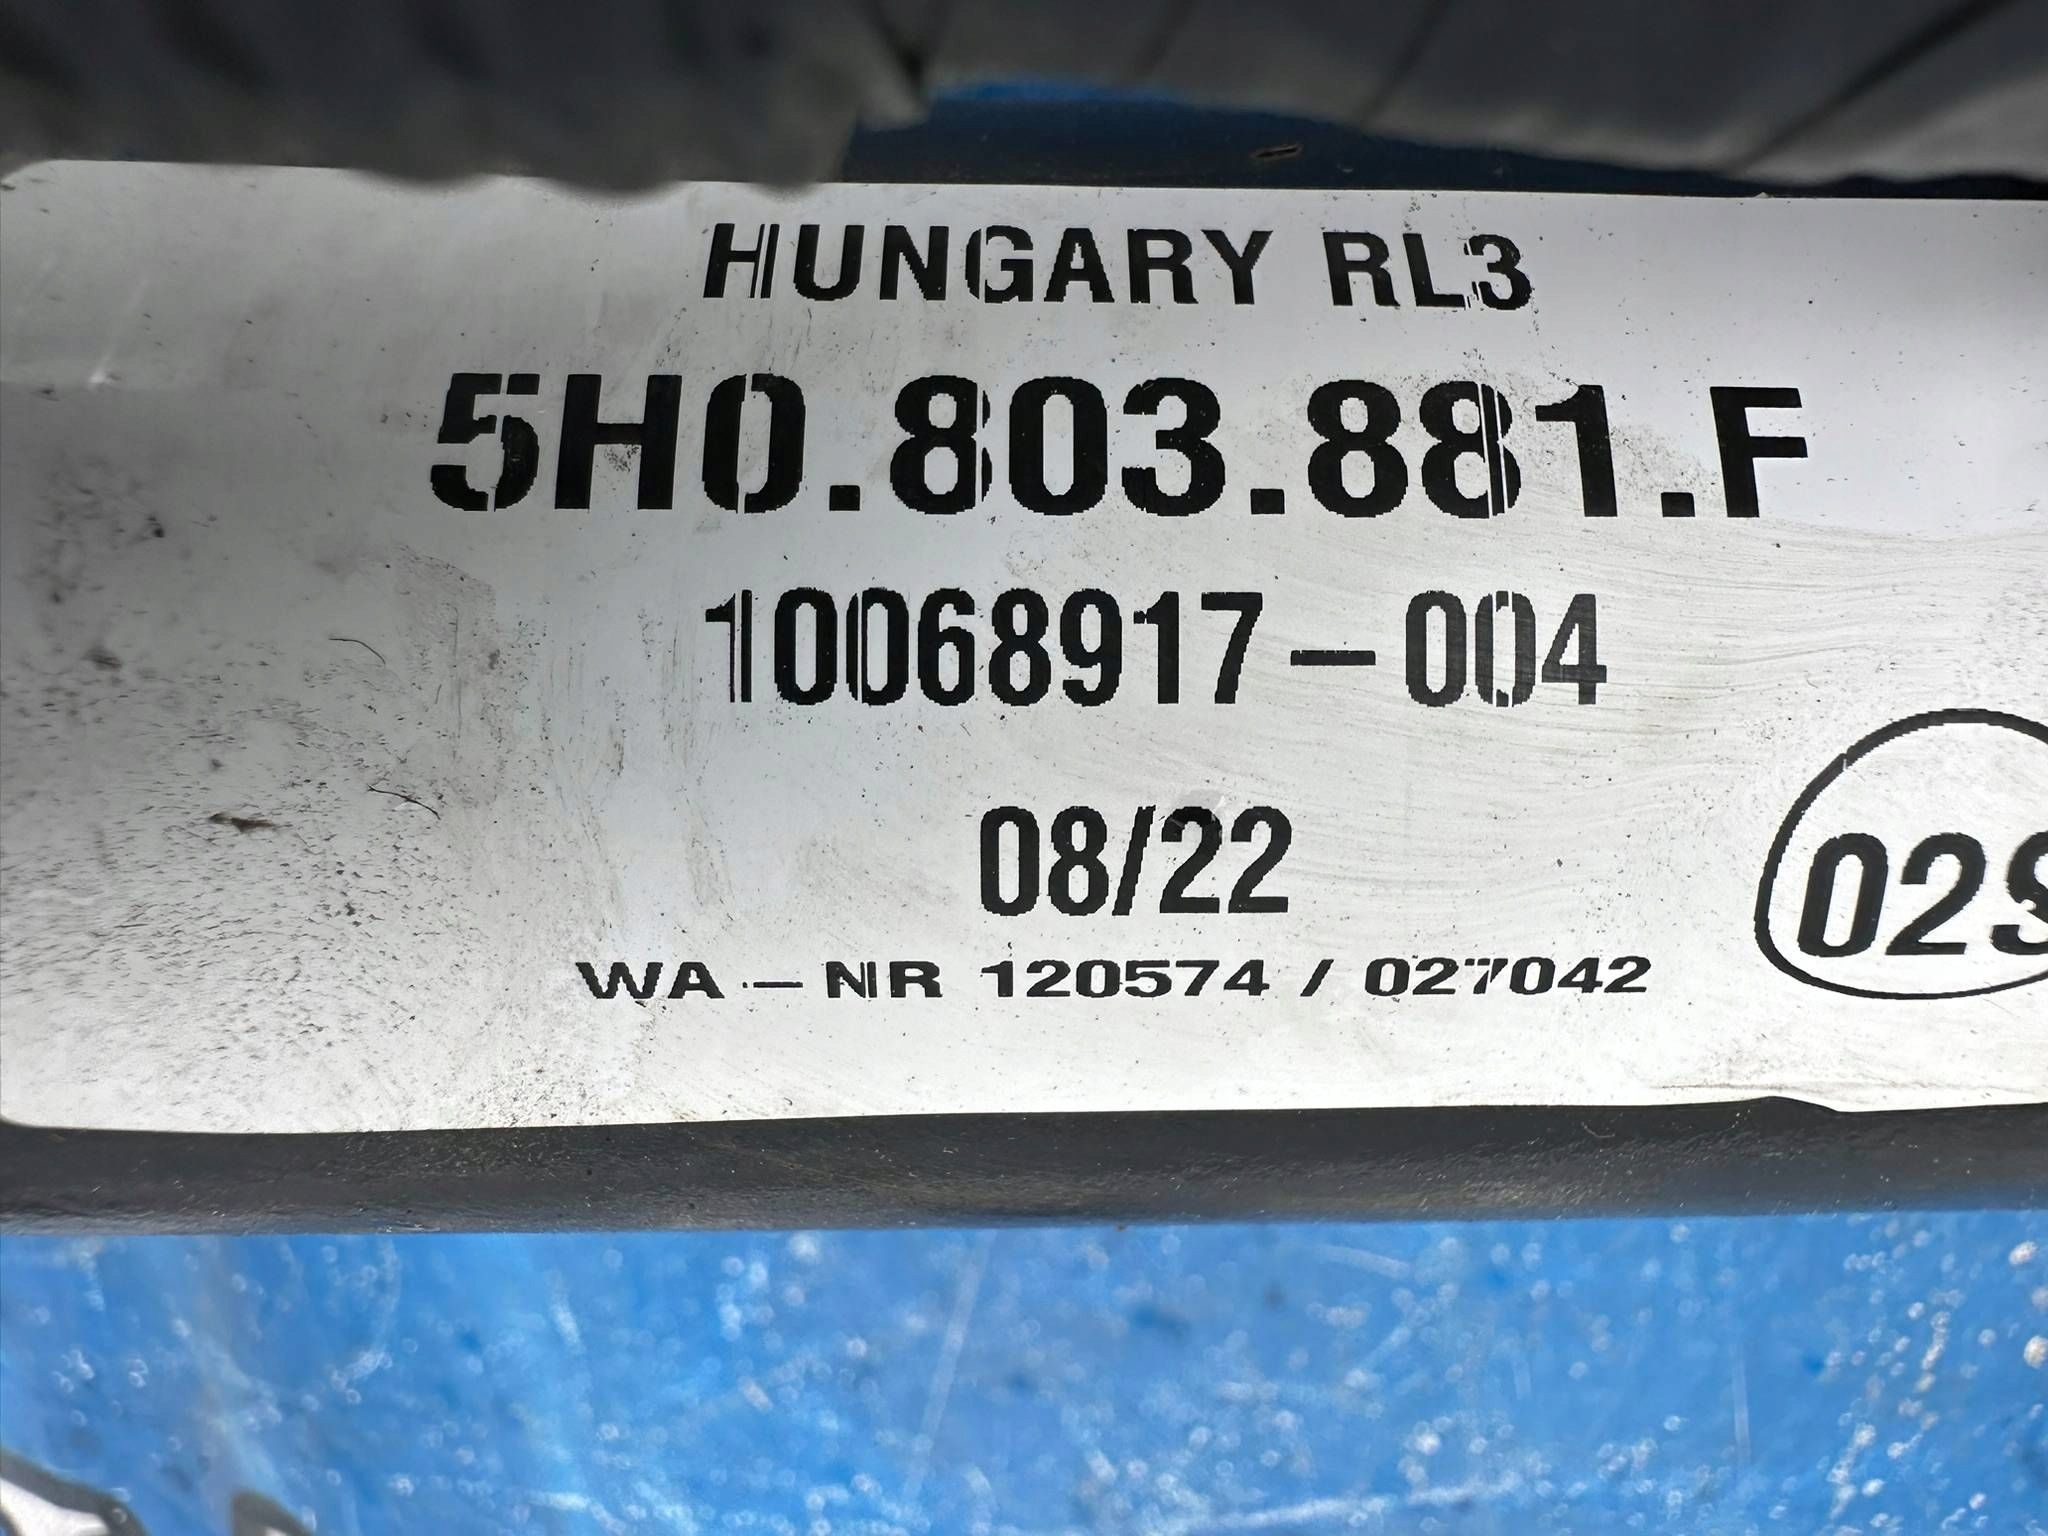 HUNGARY RL3
5H0.803.881.F
10068917-004
08/22
WA-NR 120574 / 027042